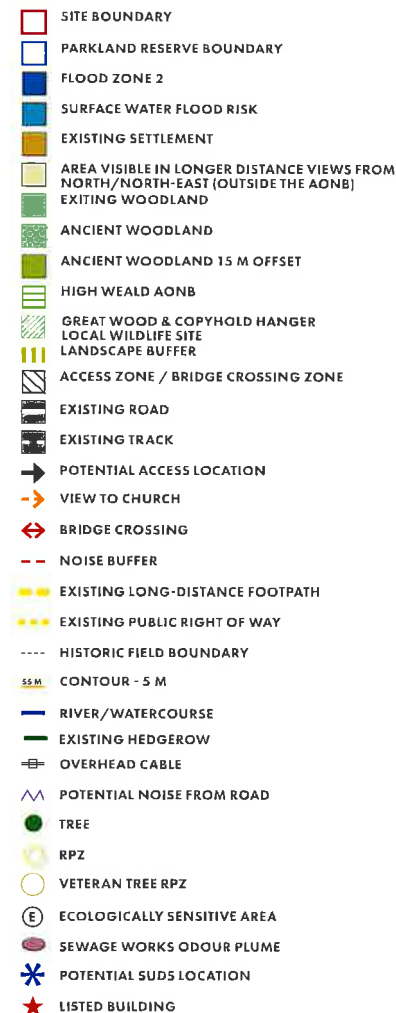 SITE BOUNDARY
PARKLAND RESERVE BOUNDARY
FLOOD ZONE 2
SURFACE WATER FLOOD RISK
EXISTING SETTLEMENT
AREA VISIBLE IN LONGER DISTANCE VIEWS FROM
NORTH/NORTH-EAST (OUTSIDE THE AONB)
EXITING WOODLAND
ANCIENT WOODLAND
ANCIENT WOODLAND 15 M OFFSET
HIGH WEALD AONB
GREAT WOOD & COPYHOLD HANGER
LOCAL WILDLIFE SITE
LANDSCAPE BUFFER
ACCESS ZONE / BRIDGE CROSSING ZONE
EXISTING ROAD
EXISTING TRACK
POTENTIAL ACCESS LOCATION
VIEW TO CHURCH
BRIDGE CROSSING
NOISE BUFFER
EXISTING LONG-DISTANCE FOOTPATH
EXISTING PUBLIC RIGHT OF WAY
HISTORIC FIELD BOUNDARY
55 M CONTOUR - 5 M
RIVER/WATERCOURSE
EXISTING HEDGEROW
OVERHEAD CABLE
POTENTIAL NOISE FROM ROAD
TREE
RPZ
VETERAN TREE RPZ
E ECOLOGICALLY SENSITIVE AREA
SEWAGE WORKS ODOUR PLUME
POTENTIAL SUDS LOCATION
LISTED BUILDING